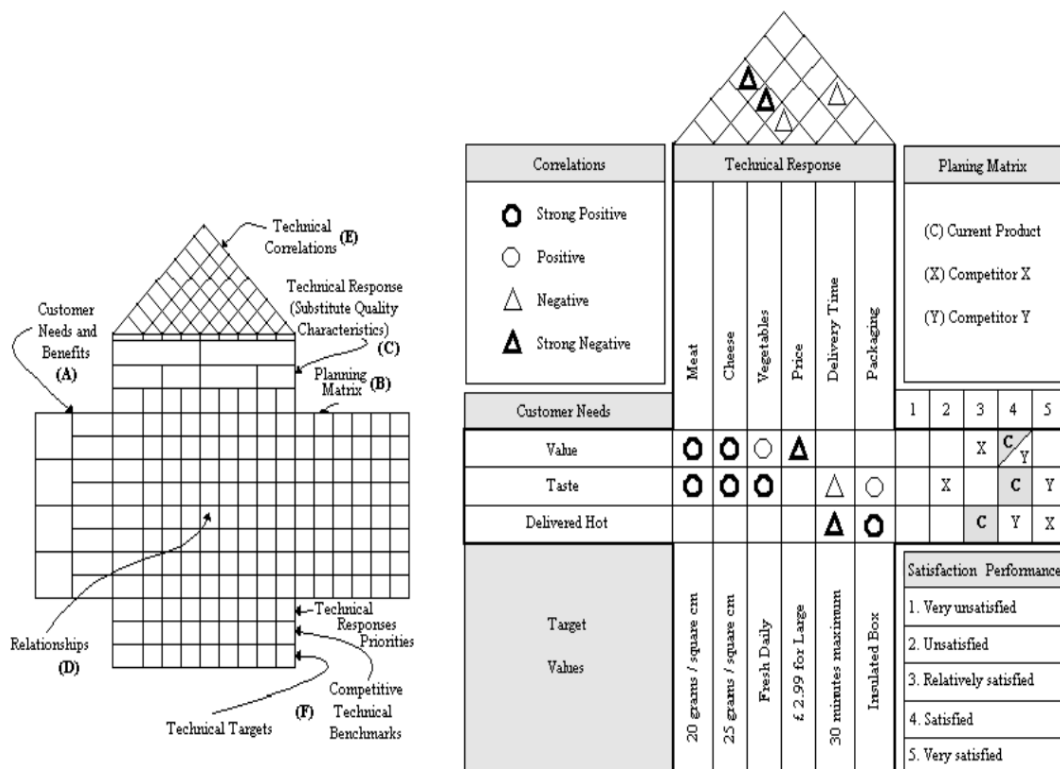 Technical
Correlations
(E)
Technical Response
(Substitute Quality
Characteristics)
(C)
Customer
Needs and
Benefits
(A)
Planning
Matrix
(B)
Relationships
(D)
Technical
Responses
Priorities
Competitive
Technical
Benchmarks
(F)
Technical Targets
Correlations
Technical Response
Planing Matrix
Strong Positive
Positive
Negative
Strong Negative
Meat
Cheese
Vegetables
Price
Delivery Time
Packaging
(C) Current Product
(X) Competitor X
(Y) Competitor Y
Customer Needs
1 2 3 4 5
Value
X C Y
Taste
X C Y
Delivered Hot
C Y X
Target
Values
20 grams / square cm
25 grams / square cm
Fresh Daily
£ 2.99 for Large
30 minutes maximum
Insulated Box
Satisfaction Performance
1. Very unsatisfied
2. Unsatisfied
3. Relatively satisfied
4. Satisfied
5. Very satisfied